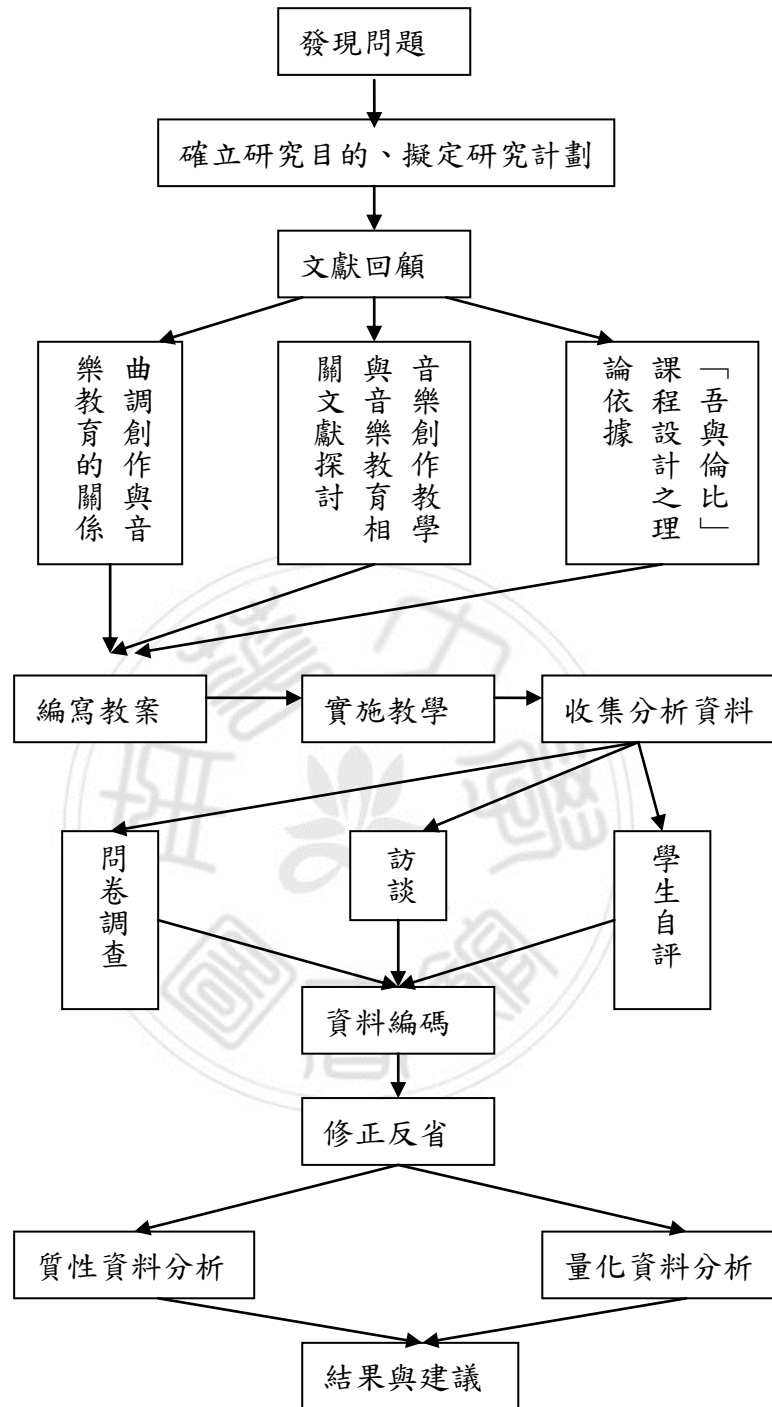 發現問題
確立研究目的、擬定研究計劃
文獻回顧
曲調創作與音
樂教育的關係
音樂創作教學
與音樂教育相
關文獻探討
「吾與倫比」
課程設計之理
論依據
編寫教案
實施教學
收集分析資料
問卷調查
訪談
學生自評
資料編碼
修正反省
質性資料分析
量化資料分析
結果與建議